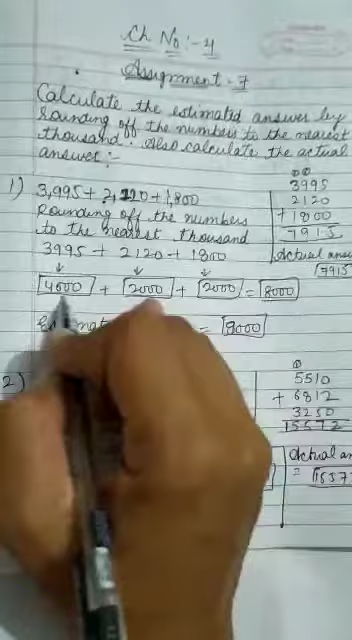 Ch No:- 4
Assignment - 7
Calculate the estimated answer by
rounding off the numbers to the nearest
thousand. Also calculate the actual
answer:-
1) 3,995 + 2,120 + 1,800
Rounding off the numbers
to the nearest thousand
3995 + 2120 + 1800
4000 + 2000 + 2000 = 8000
= 8000
3995
2120
+ 1800
7915
Actual answer
7915
2)
5510
+ 6812
3250
15572
Actual an
=